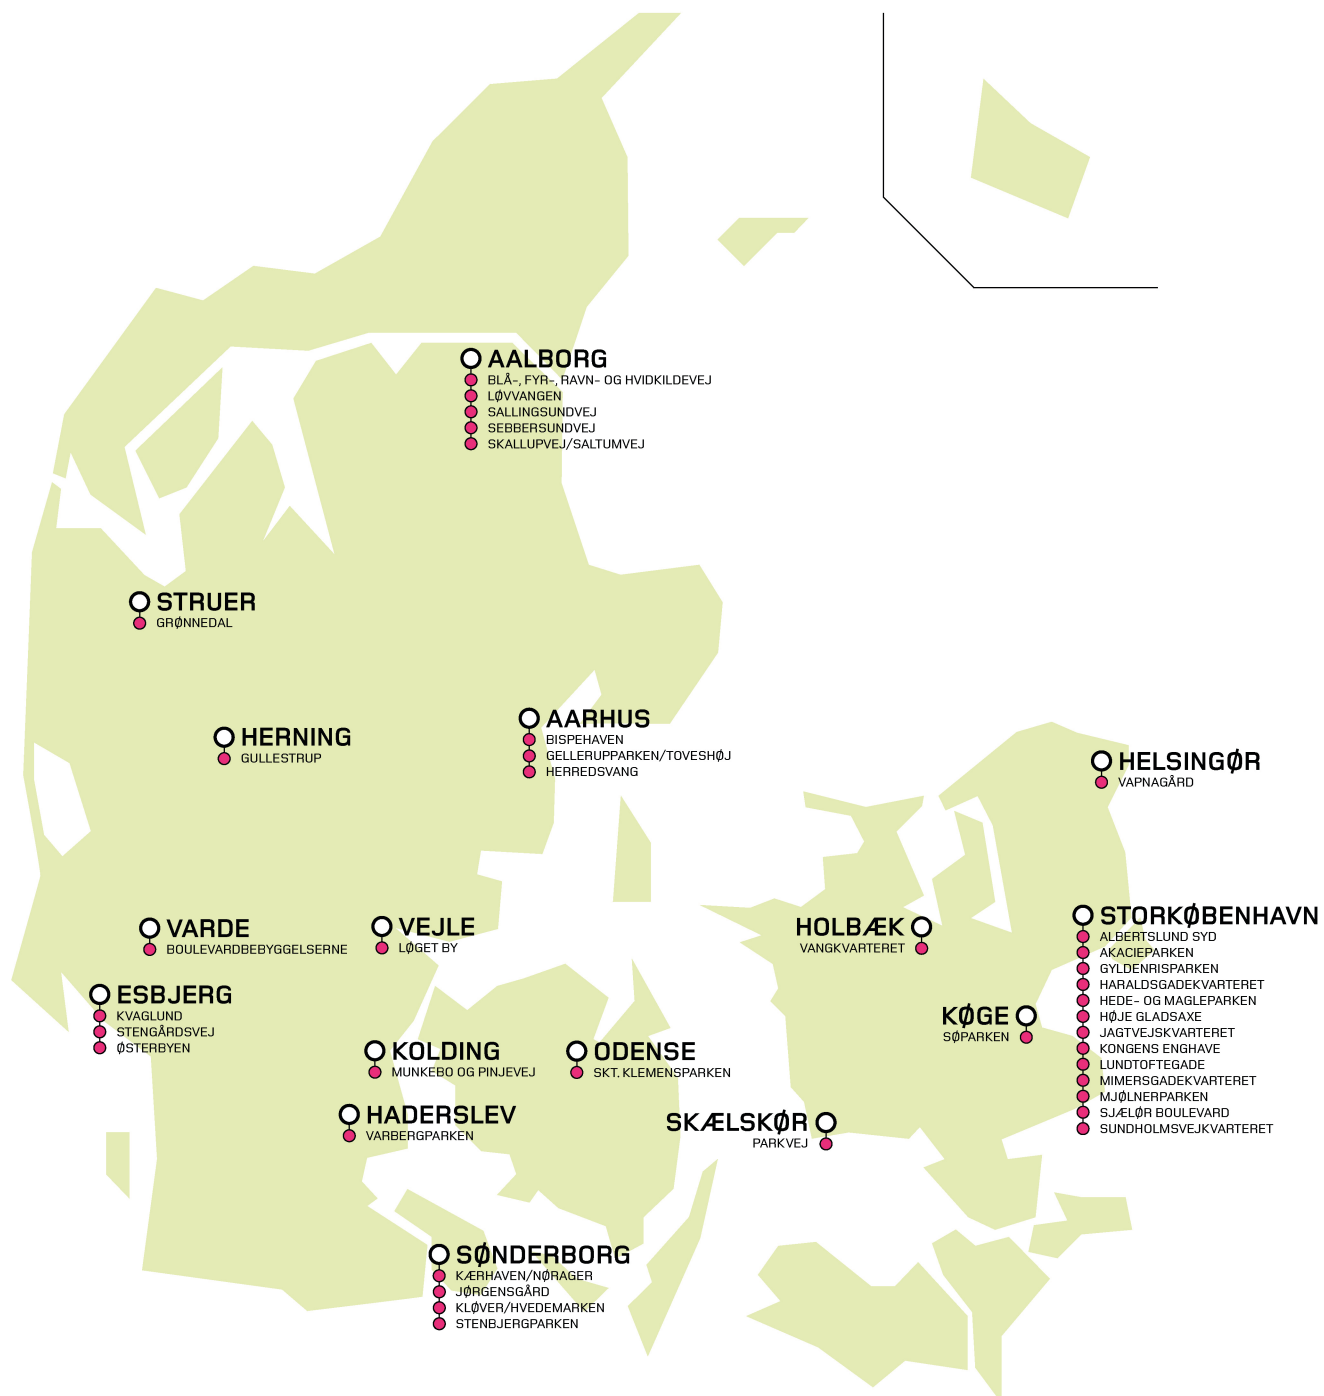 AALBORG
BLÅ-, FYR-, RAVN- OG HVIDKILDEVEJ
LØVVANGEN
SALLINGSUNDVEJ
SEBBERSUNDVEJ
SKALLUPVEJ/SALTUMVEJ
STRUER
GRØNNEDAL
HERNING
GULLESTRUP
AARHUS
BISPEHAVEN
GELLERUPPARKEN/TOVESHØJ
HERREDSVANG
HELSINGØR
VAPNAGÅRD
VARDE
BOULEVARDBEBYGGELSERNE
VEJLE
LØGET BY
HOLBÆK
VANGKVARTERET
STORKØBENHAVN
ALBERTSLUND SYD
AKACIEPARKEN
GYLDENRISPARKEN
HARALDSGADEKVARTERET
HEDE- OG MAGLEPARKEN
HØJE GLADSAXE
JAGTVEJSKVARTERET
KONGENS ENGHAVE
LUNDTOFTEGADE
MIMERSGADEKVARTERET
MJØLNERPARKEN
SJÆLØR BOULEVARD
SUNDHOLMSVEJKVARTERET
ESBJERG
KVAGLUND
STENGÅRDSVEJ
ØSTERBYEN
KØGE
SØPARKEN
KOLDING
MUNKEBO OG PINJEVEJ
ODENSE
SKT. KLEMENSPARKEN
HADERSLEV
VARBERGPARKEN
SKÆLSKØR
PARKVEJ
SØNDERBORG
KÆRHAVEN/NØRAGER
JØRGENSGÅRD
KLØVER/HVEDEMARKEN
STENBJERGPARKEN